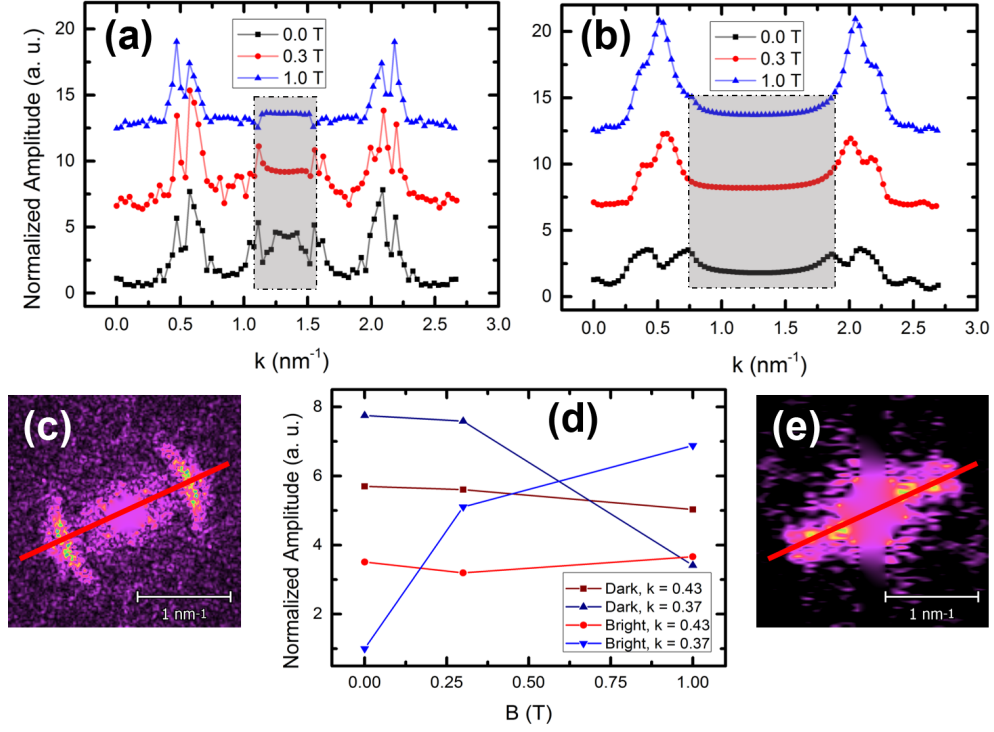 (a)
0.0 T
0.3 T
1.0 T
20
15
10
5
0
Normalized Amplitude (a. u.)
0.0 0.5 1.0 1.5 2.0 2.5 3.0
k (nm⁻¹)
(b)
0.0 T
0.3 T
1.0 T
20
15
10
5
0
0.0 0.5 1.0 1.5 2.0 2.5 3.0
k (nm⁻¹)
(c)
1 nm⁻¹
(d)
8
6
4
2
Normalized Amplitude (a. u.)
Dark, k = 0.43
Dark, k = 0.37
Bright, k = 0.43
Bright, k = 0.37
0.00 0.25 0.50 0.75 1.00
B (T)
(e)
1 nm⁻¹